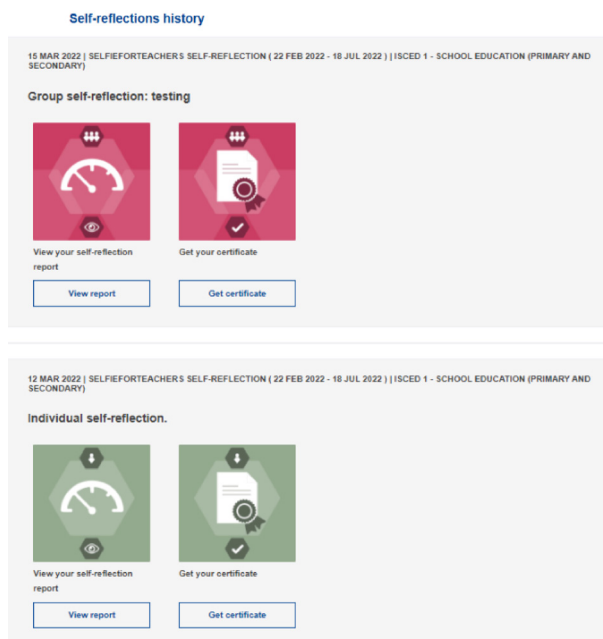 Self-reflections history
15 MAR 2022 | SELFIEFORTEACHERS SELF-REFLECTION ( 22 FEB 2022 - 18 JUL 2022 ) | ISCED 1 - SCHOOL EDUCATION (PRIMARY AND
SECONDARY)
Group self-reflection: testing
View your self-reflection
report
Get your certificate
View report
Get certificate
12 MAR 2022 | SELFIEFORTEACHERS SELF-REFLECTION ( 22 FEB 2022 - 18 JUL 2022 ) | ISCED 1 - SCHOOL EDUCATION (PRIMARY AND
SECONDARY)
Individual self-reflection.
View your self-reflection
report
Get your certificate
View report
Get certificate